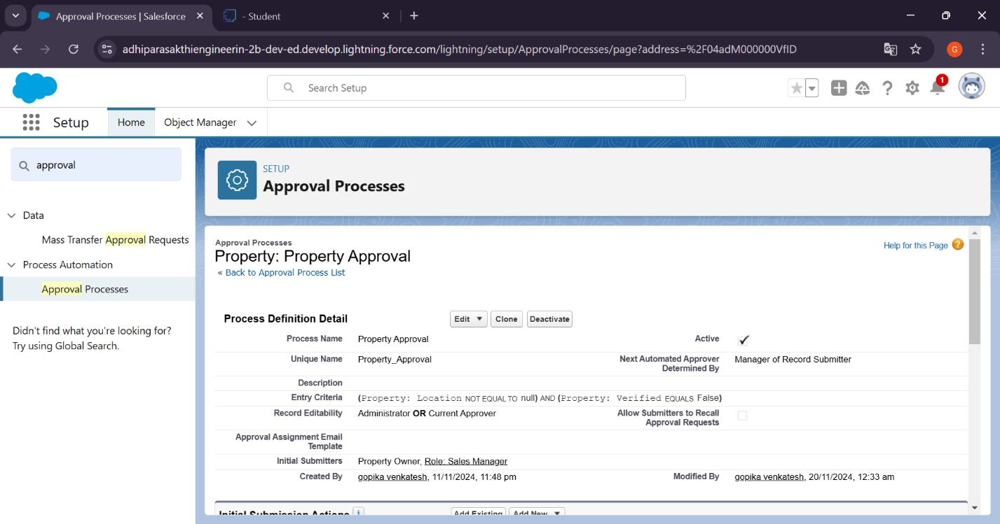 Approval Processes | Salesforce
- Student
adhiparasakthiengineerin-2b-dev-ed.develop.lightning.force.com/lightning/setup/ApprovalProcesses/page?address=%2F04adM000000VfID
G
Search Setup
1
Setup
Home
Object Manager
approval
Data
Mass Transfer Approval Requests
Process Automation
Approval Processes
Didn't find what you're looking for?
Try using Global Search.
SETUP
Approval Processes
Approval Processes
Property: Property Approval
« Back to Approval Process List
Help for this Page ?
Process Definition Detail
Edit
Clone
Deactivate
Process Name Property Approval
Active
Unique Name Property_Approval
Next Automated Approver
Determined By
Manager of Record Submitter
Description
Entry Criteria (Property: Location NOT EQUAL TO null) AND (Property: Verified EQUALS False)
Record Editability Administrator OR Current Approver
Allow Submitters to Recall
Approval Requests
Approval Assignment Email
Template
Initial Submitters Property Owner, Role: Sales Manager
Created By gopika venkatesh, 11/11/2024, 11:48 pm
Modified By gopika venkatesh, 20/11/2024, 12:33 am
Initial Submission Actions i
Add Existing
Add New